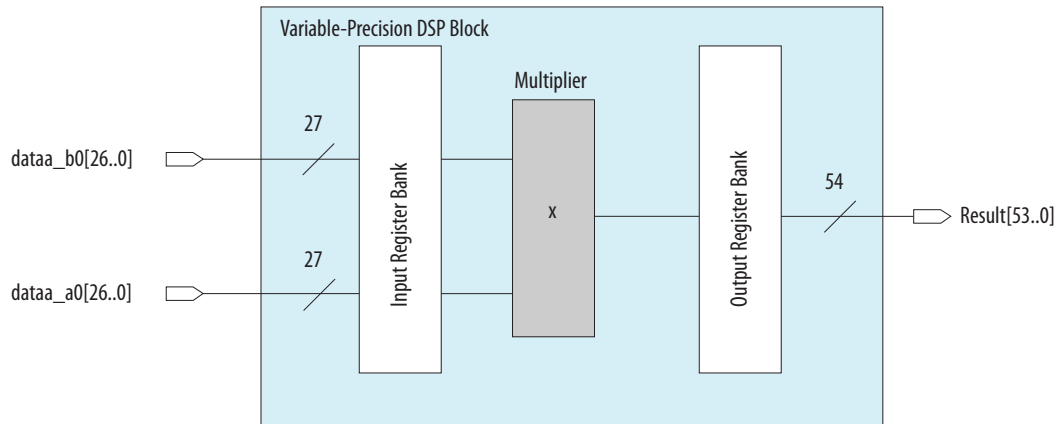 Variable-Precision DSP Block
Multiplier
27
dataa_b0[26..0]
Input Register Bank
x
Output Register Bank
54
Result[53..0]
27
dataa_a0[26..0]